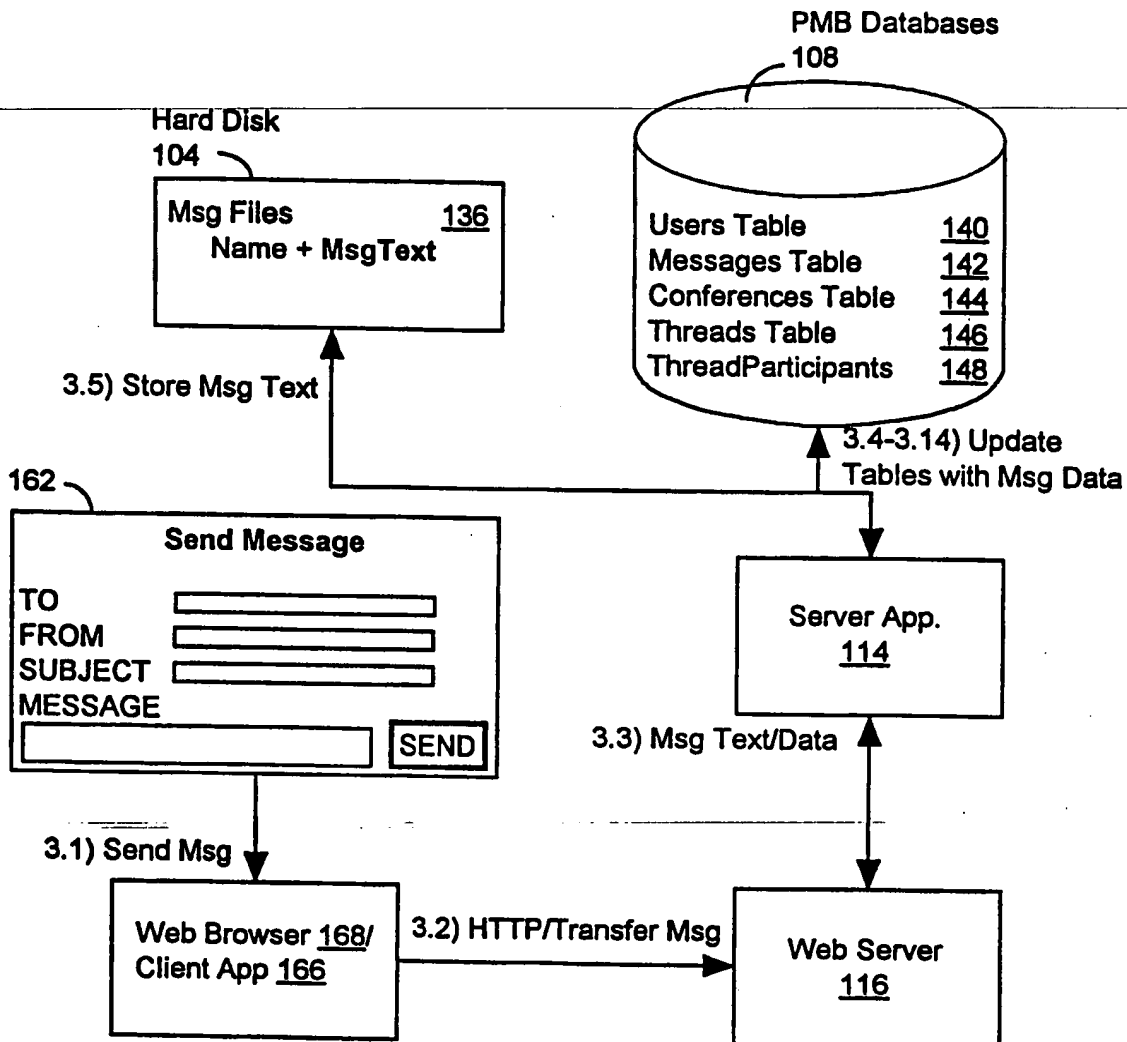 PMB Databases
108
Hard Disk
104
Msg Files 136
Name + MsgText
Users Table 140
Messages Table 142
Conferences Table 144
Threads Table 146
ThreadParticipants 148
3.5) Store Msg Text
3.4-3.14) Update
Tables with Msg Data
162
Send Message
TO
FROM
SUBJECT
MESSAGE
SEND
Server App.
114
3.3) Msg Text/Data
3.1) Send Msg
Web Browser 168/
Client App 166
3.2) HTTP/Transfer Msg
Web Server
116